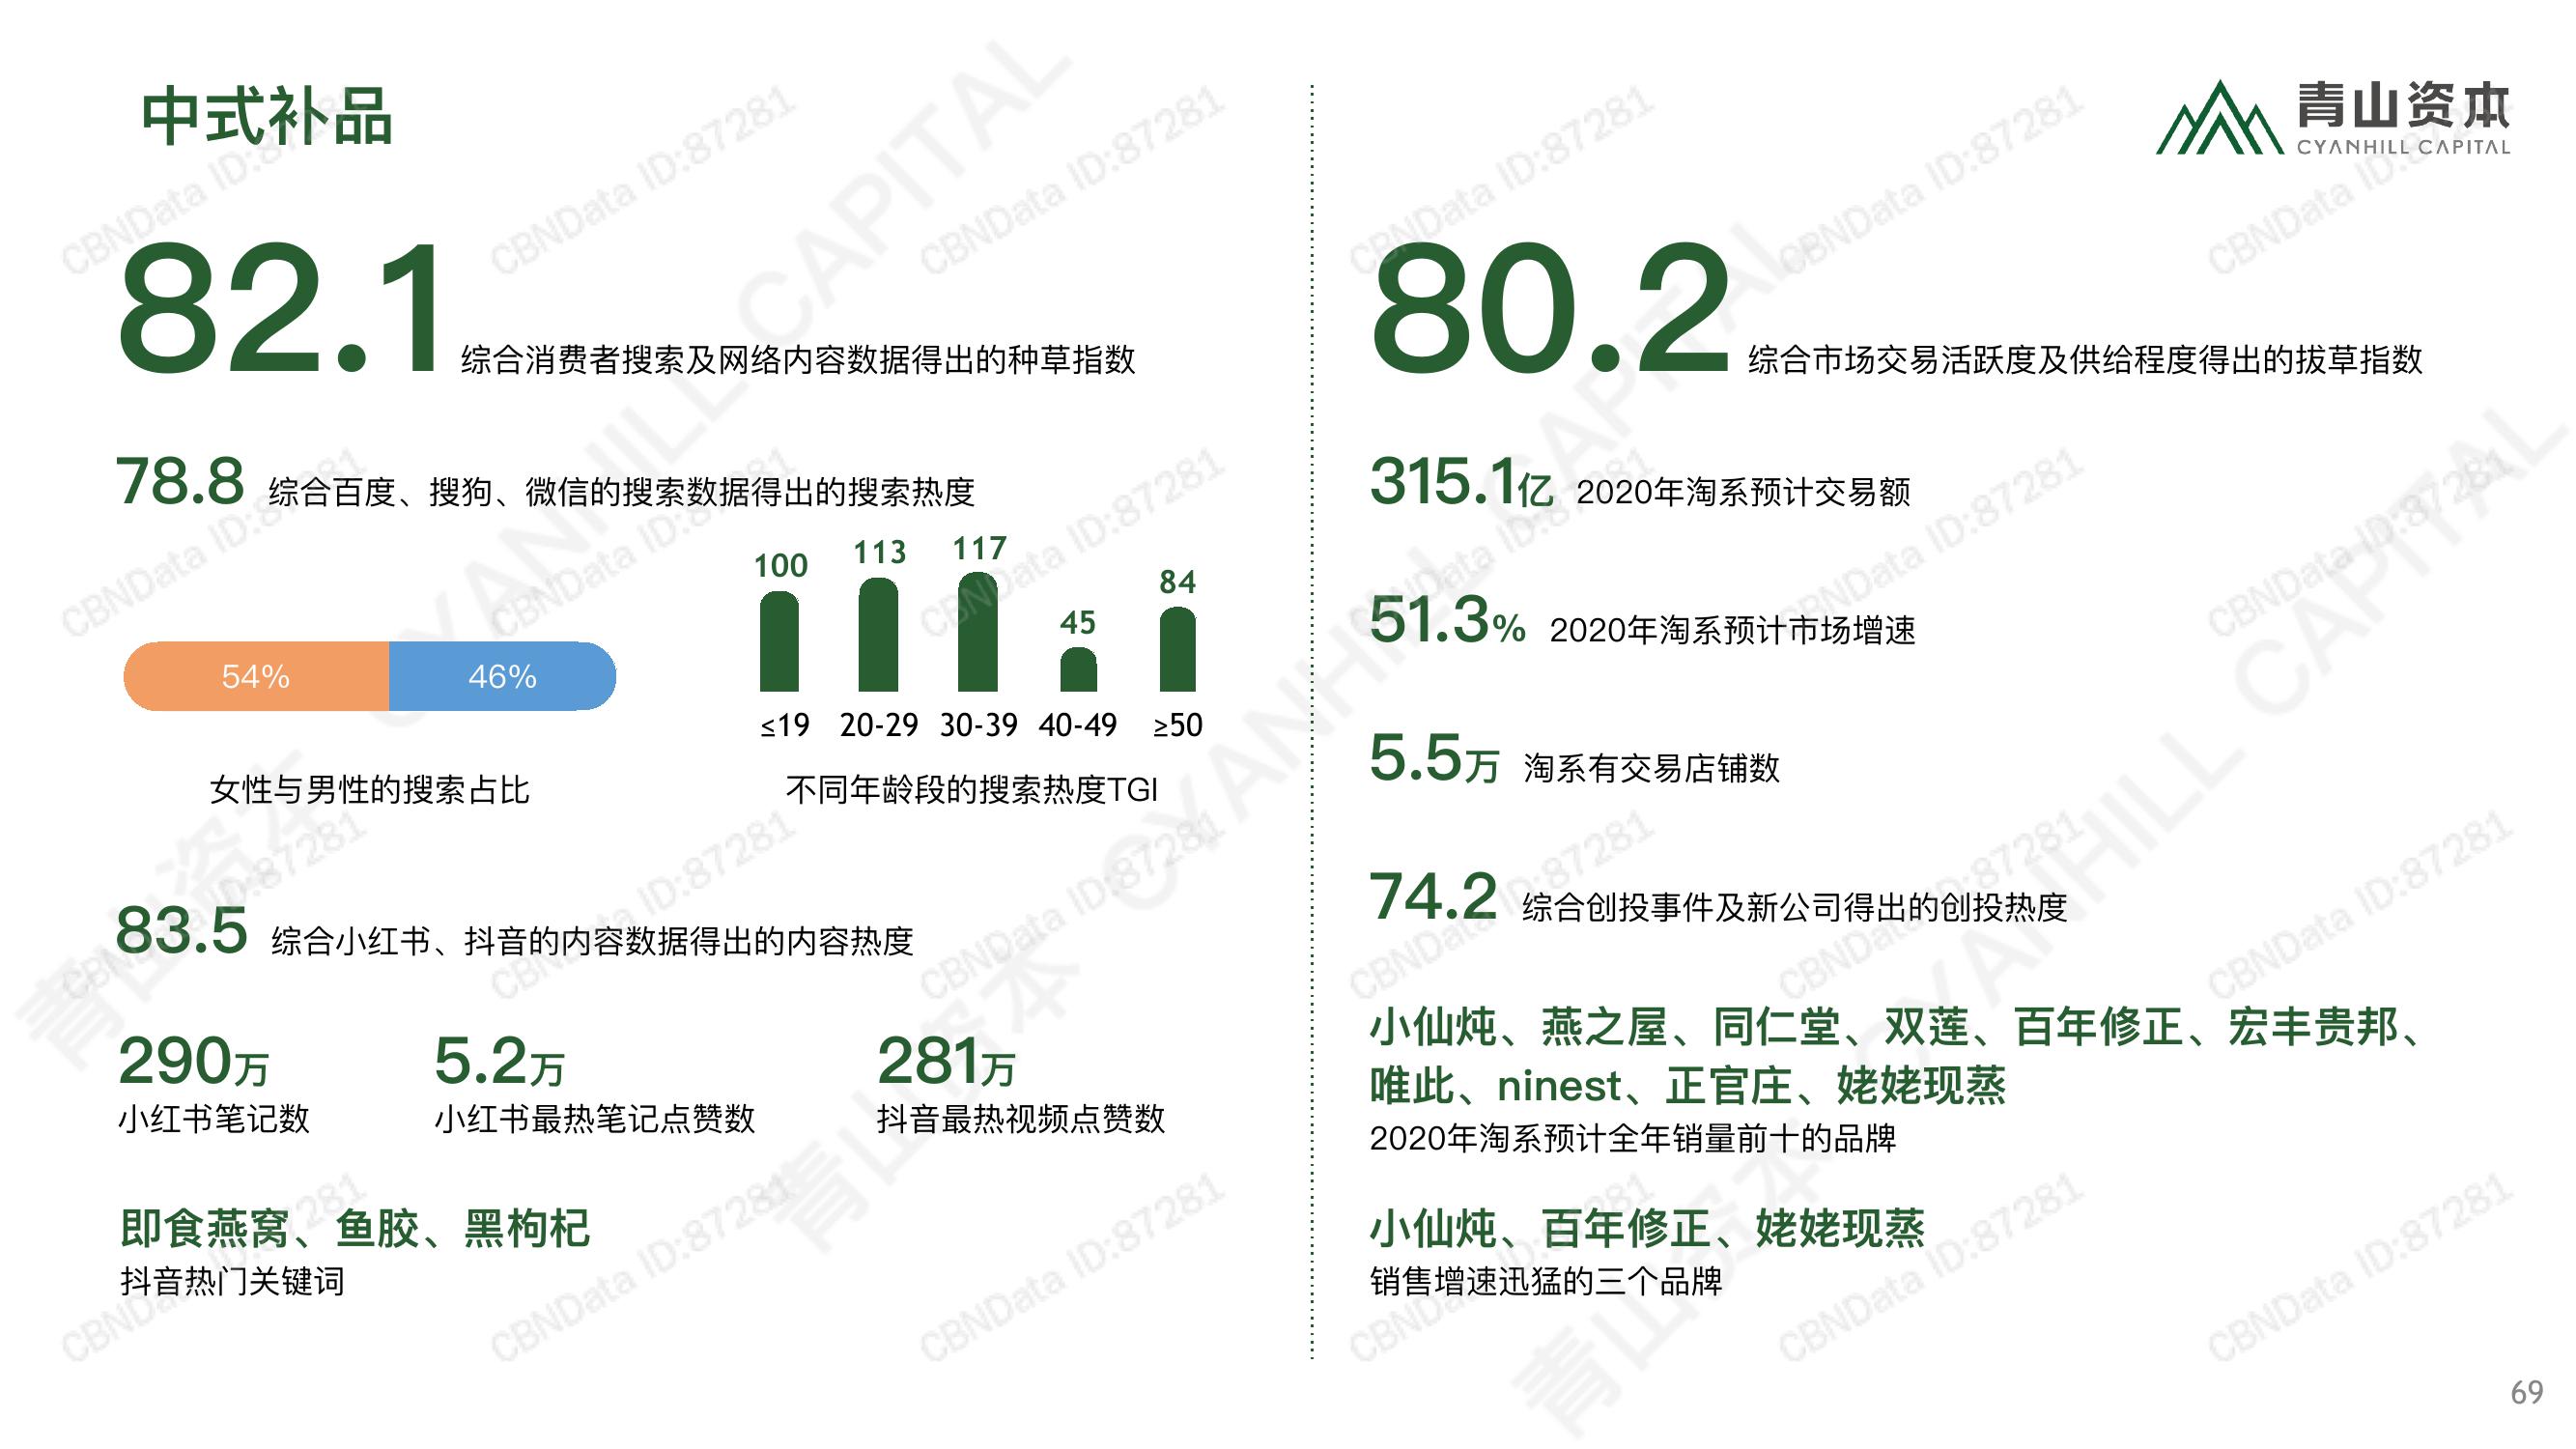 中式补品
青山资本
CYANHILL CAPITAL
82.1 综合消费者搜索及网络内容数据得出的种草指数
78.8 综合百度、搜狗、微信的搜索数据得出的搜索热度
54% 46%
女性与男性的搜索占比
100 113 117 45 84
≤19 20-29 30-39 40-49 ≥50
不同年龄段的搜索热度TGI
83.5 综合小红书、抖音的内容数据得出的内容热度
290万
小红书笔记数
5.2万
小红书最热笔记点赞数
281万
抖音最热视频点赞数
即食燕窝、鱼胶、黑枸杞
抖音热门关键词
80.2 综合市场交易活跃度及供给程度得出的拔草指数
315.1亿 2020年淘系预计交易额
51.3% 2020年淘系预计市场增速
5.5万 淘系有交易店铺数
74.2 综合创投事件及新公司得出的创投热度
小仙炖、燕之屋、同仁堂、双莲、百年修正、宏丰贵邦、
唯此、ninest、正官庄、姥姥现蒸
2020年淘系预计全年销量前十的品牌
小仙炖、百年修正、姥姥现蒸
销售增速迅猛的三个品牌
69
青山资本 CYANHILL CAPITAL
CBNData ID:87281